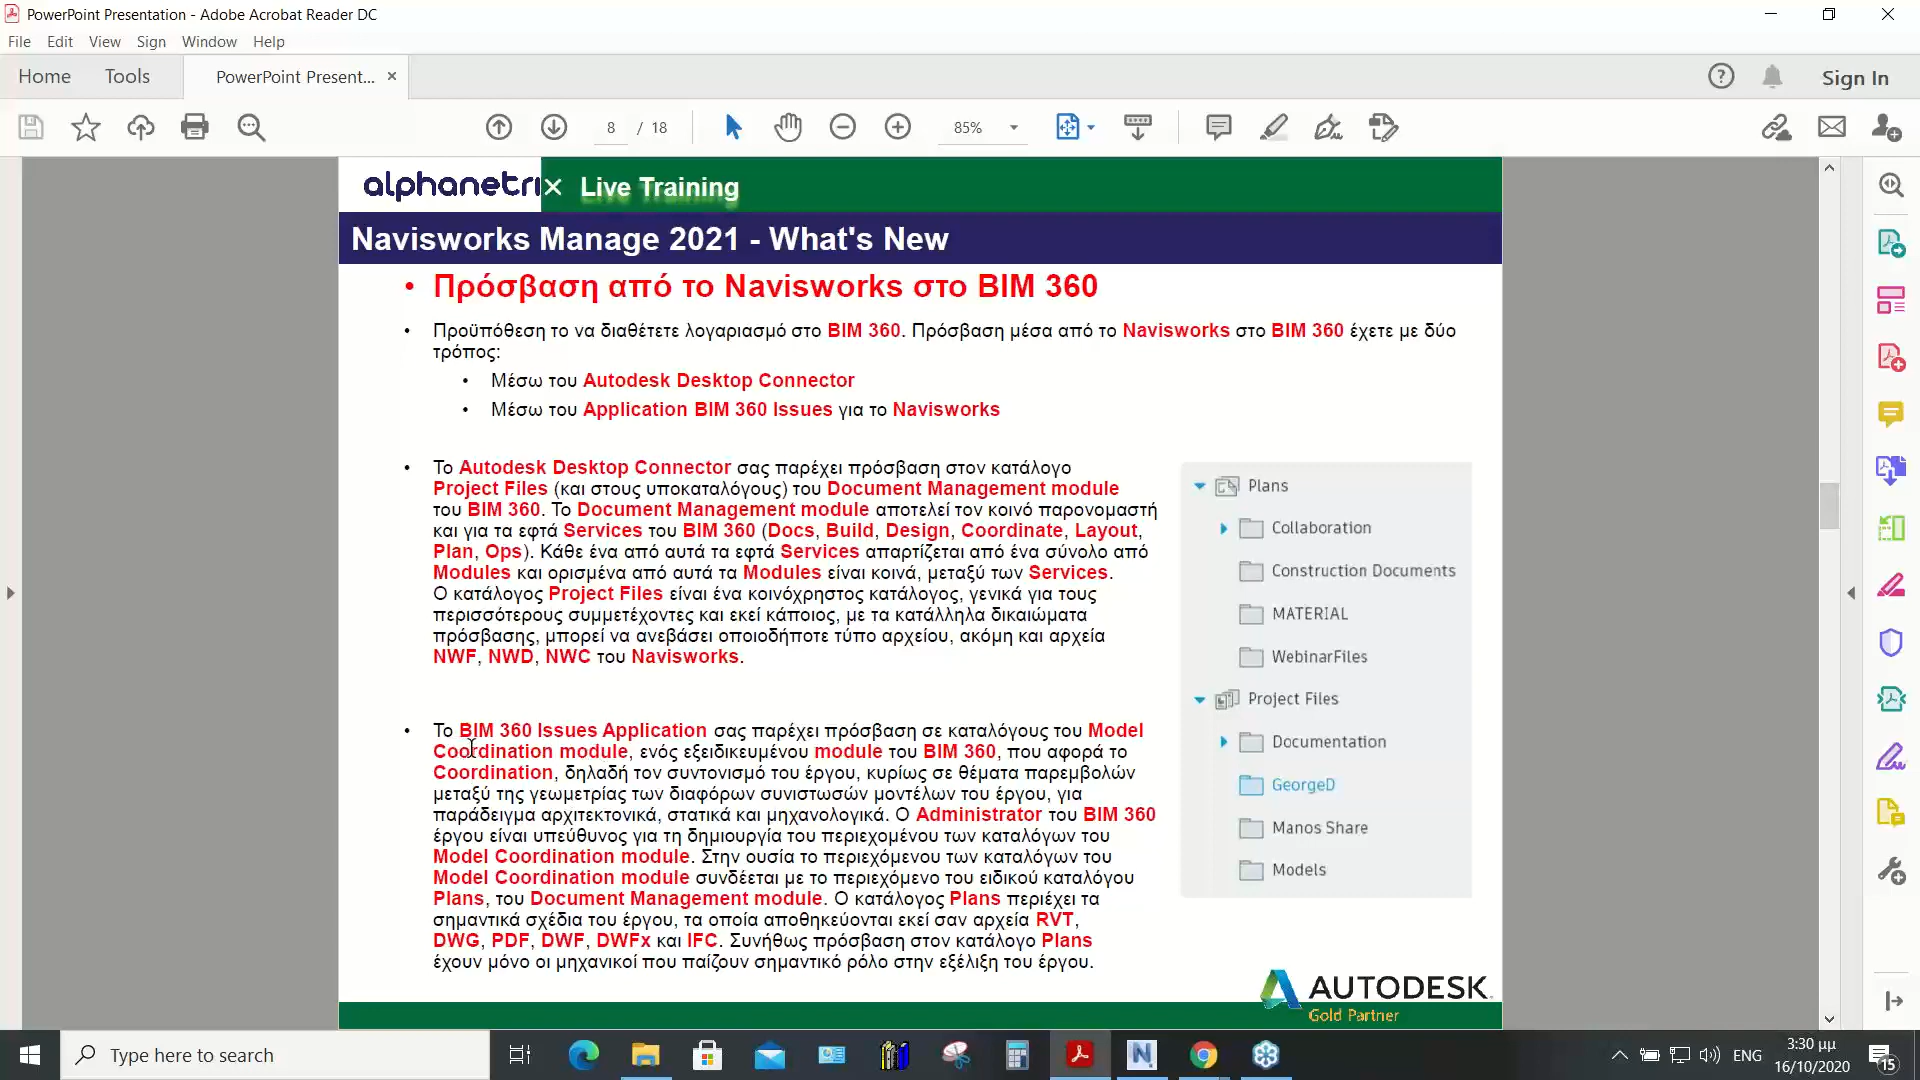 PowerPoint Presentation - Adobe Acrobat Reader DC
File Edit View Sign Window Help
Home Tools PowerPoint Present... × Sign In
8 / 18 85%
alphanetri × Live Training
Navisworks Manage 2021 - What's New
• Πρόσβαση από το Navisworks στο BIM 360
• Προϋπόθεση το να διαθέτετε λογαριασμό στο BIM 360. Πρόσβαση μέσα από το Navisworks στο BIM 360 έχετε με δύο
τρόπος:
• Μέσω του Autodesk Desktop Connector
• Μέσω του Application BIM 360 Issues για το Navisworks
• Το Autodesk Desktop Connector σας παρέχει πρόσβαση στον κατάλογο
Project Files (και στους υποκαταλόγους) του Document Management module
του BIM 360. Το Document Management module αποτελεί τον κοινό παρονομαστή
και για τα εφτά Services του BIM 360 (Docs, Build, Design, Coordinate, Layout,
Plan, Ops). Κάθε ένα από αυτά τα εφτά Services απαρτίζεται από ένα σύνολο από
Modules και ορισμένα από αυτά τα Modules είναι κοινά, μεταξύ των Services.
Ο κατάλογος Project Files είναι ένα κοινόχρηστος κατάλογος, γενικά για τους
περισσότερους συμμετέχοντες και εκεί κάποιος, με τα κατάλληλα δικαιώματα
πρόσβασης, μπορεί να ανεβάσει οποιοδήποτε τύπο αρχείου, ακόμη και αρχεία
NWF, NWD, NWC του Navisworks.
• Το BIM 360 Issues Application σας παρέχει πρόσβαση σε καταλόγους του Model
Coordination module, ενός εξειδικευμένου module του BIM 360, που αφορά το
Coordination, δηλαδή τον συντονισμό του έργου, κυρίως σε θέματα παρεμβολών
μεταξύ της γεωμετρίας των διαφόρων συνιστωσών μοντέλων του έργου, για
παράδειγμα αρχιτεκτονικά, στατικά και μηχανολογικά. Ο Administrator του BIM 360
έργου είναι υπεύθυνος για τη δημιουργία του περιεχομένου των καταλόγων του
Model Coordination module. Στην ουσία το περιεχόμενου των καταλόγων του
Model Coordination module συνδέεται με το περιεχόμενο του ειδικού καταλόγου
Plans, του Document Management module. Ο κατάλογος Plans περιέχει τα
σημαντικά σχέδια του έργου, τα οποία αποθηκεύονται εκεί σαν αρχεία RVT,
DWG, PDF, DWF, DWFx και IFC. Συνήθως πρόσβαση στον κατάλογο Plans
έχουν μόνο οι μηχανικοί που παίζουν σημαντικό ρόλο στην εξέλιξη του έργου.
Plans
Collaboration
Construction Documents
MATERIAL
WebinarFiles
Project Files
Documentation
GeorgeD
Manos Share
Models
AUTODESK
Gold Partner
Type here to search
ENG
3:30 μμ
16/10/2020
15